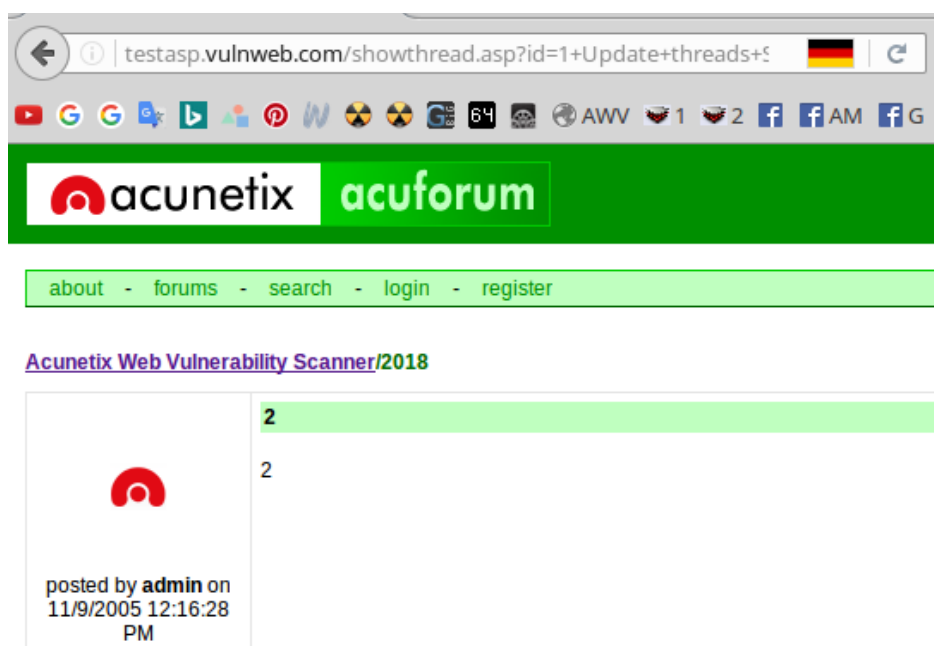 testasp.vulnweb.com/showthread.asp?id=1+Update+threads+S
64 AWV 1 2 AM G
acunetix acuforum
about - forums - search - login - register
Acunetix Web Vulnerability Scanner/2018
2
2
posted by admin on
11/9/2005 12:16:28
PM